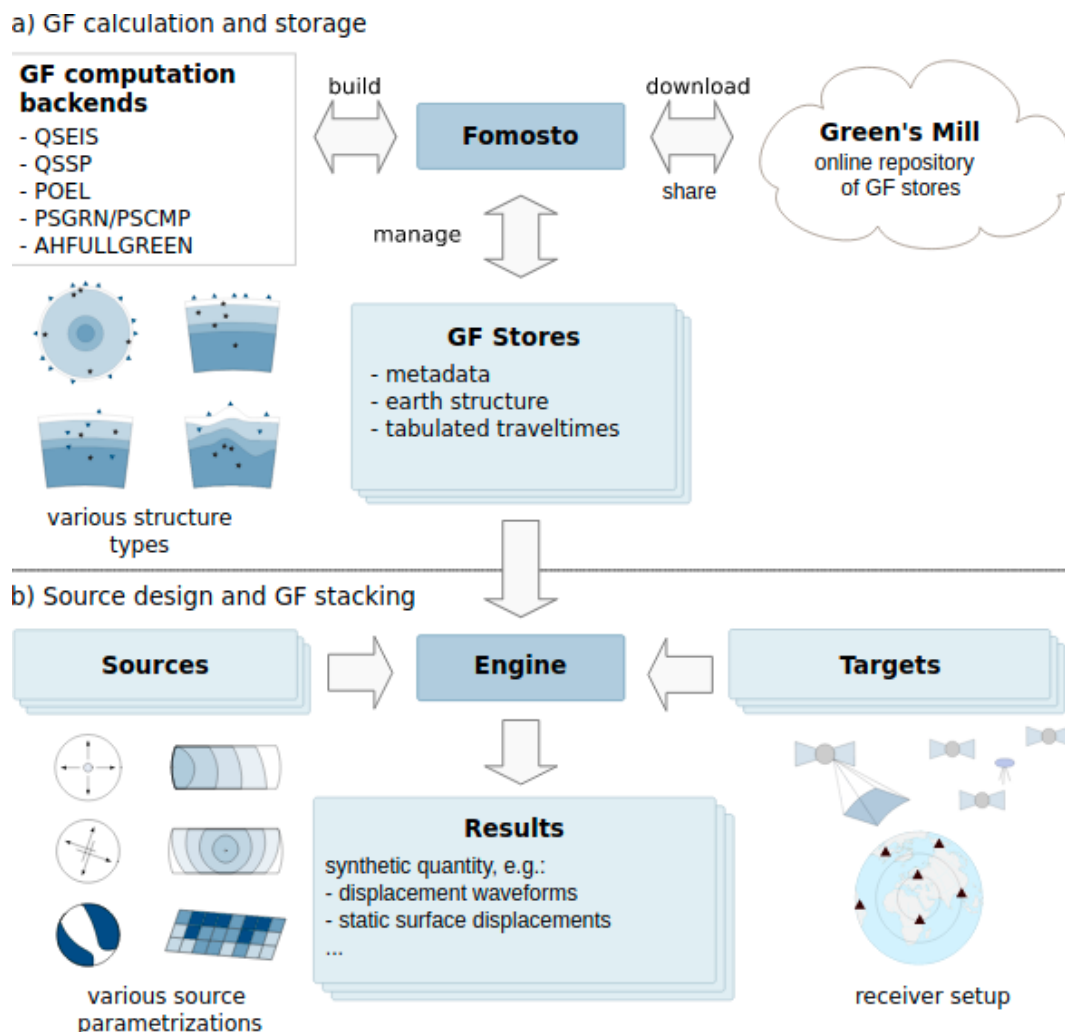 a) GF calculation and storage
GF computation
backends
- QSEIS
- QSSP
- POEL
- PSGRN/PSCMP
- AHFULLGREEN
build
Fomosto
download
share
Green's Mill
online repository
of GF stores
manage
GF Stores
- metadata
- earth structure
- tabulated traveltimes
various structure
types
b) Source design and GF stacking
Sources
Engine
Targets
Results
synthetic quantity, e.g.:
- displacement waveforms
- static surface displacements
...
various source
parametrizations
receiver setup